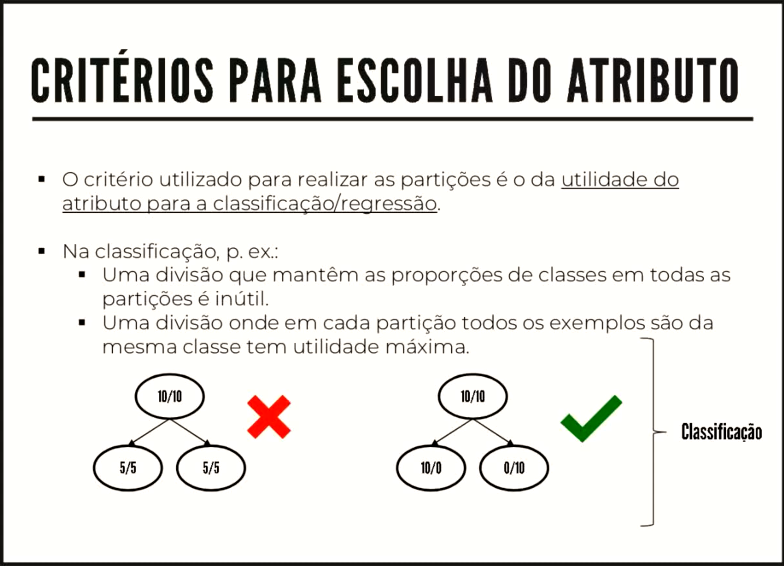 CRITÉRIOS PARA ESCOLHA DO ATRIBUTO
▪ O critério utilizado para realizar as partições é o da utilidade do
atributo para a classificação/regressão.
▪ Na classificação, p. ex.:
▪ Uma divisão que mantêm as proporções de classes em todas as
partições é inútil.
▪ Uma divisão onde em cada partição todos os exemplos são da
mesma classe tem utilidade máxima.
10/10
5/5
5/5
10/10
10/0
0/10
Classificação